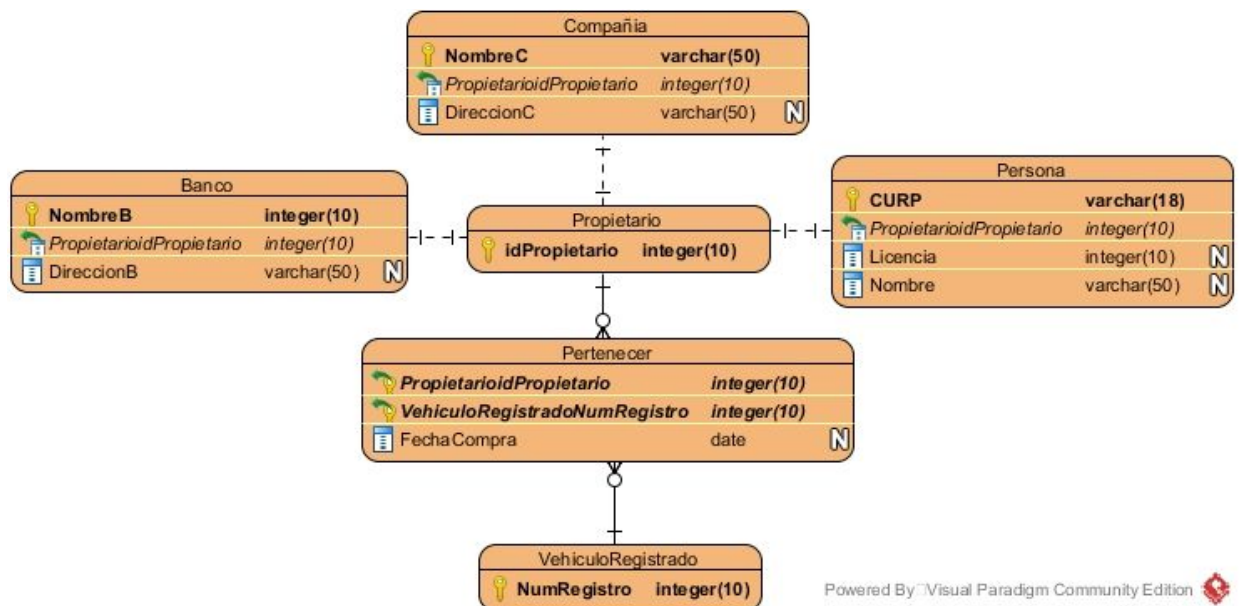 Compañia
NombreC varchar(50)
PropietarioidPropietario integer(10)
DireccionC varchar(50) N
Banco
NombreB integer(10)
PropietarioidPropietario integer(10)
DireccionB varchar(50) N
Propietario
idPropietario integer(10)
Persona
CURP varchar(18)
PropietarioidPropietario integer(10)
Licencia integer(10) N
Nombre varchar(50) N
Pertenecer
PropietarioidPropietario integer(10)
VehiculoRegistradoNumRegistro integer(10)
FechaCompra date N
VehiculoRegistrado
NumRegistro integer(10)
Powered By Visual Paradigm Community Edition